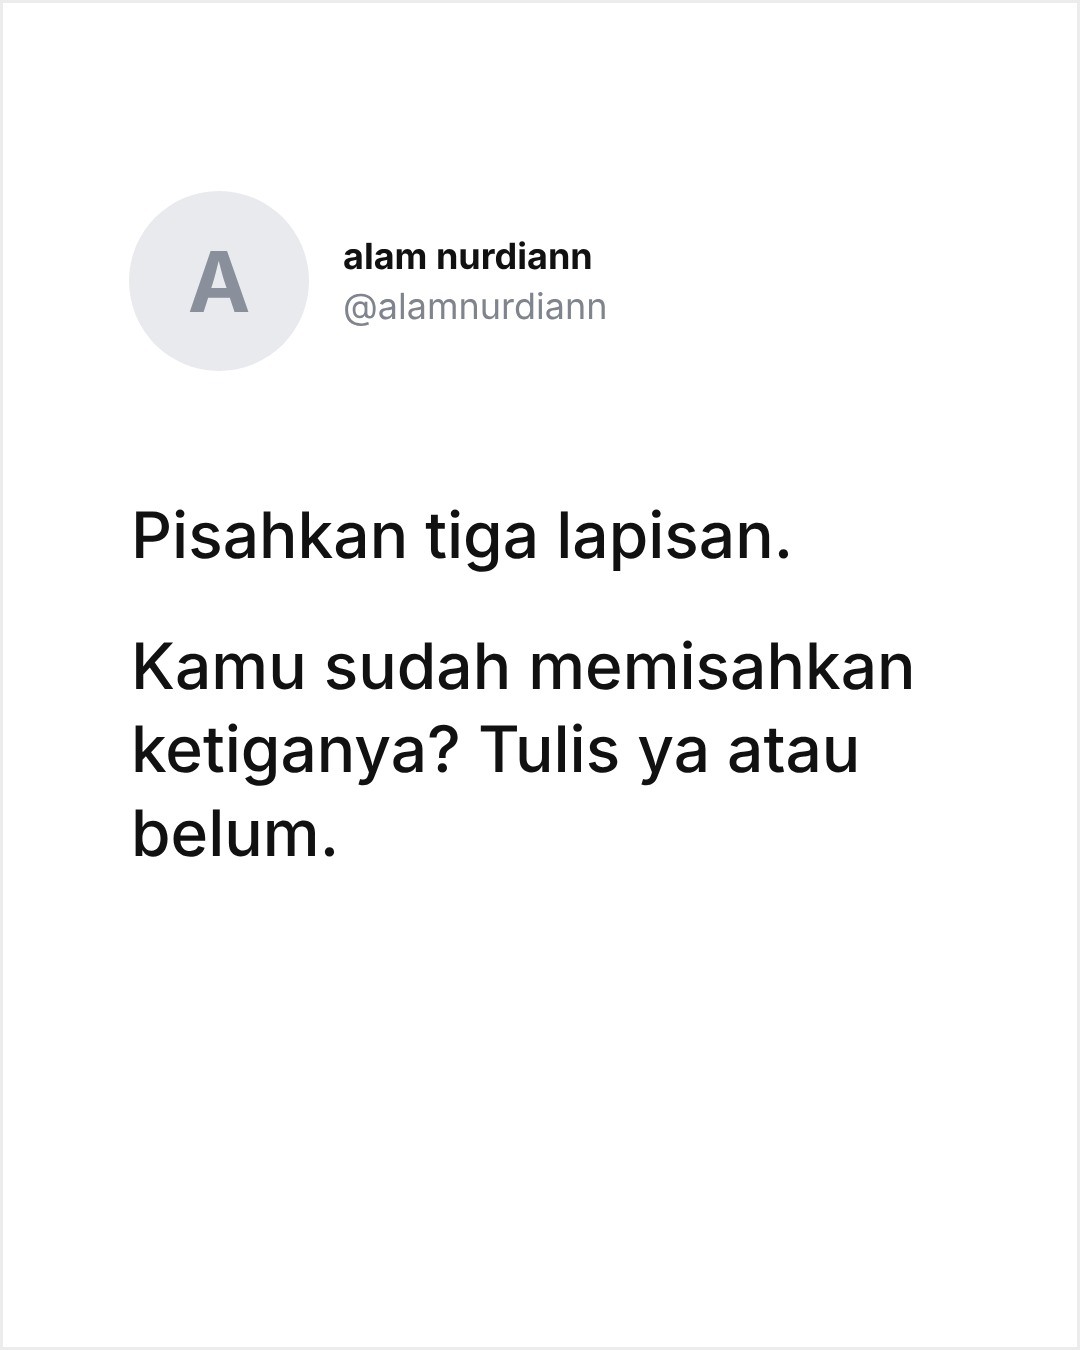 A
alam nurdiann
@alamnurdiann
Pisahkan tiga lapisan.
Kamu sudah memisahkan
ketiganya? Tulis ya atau
belum.